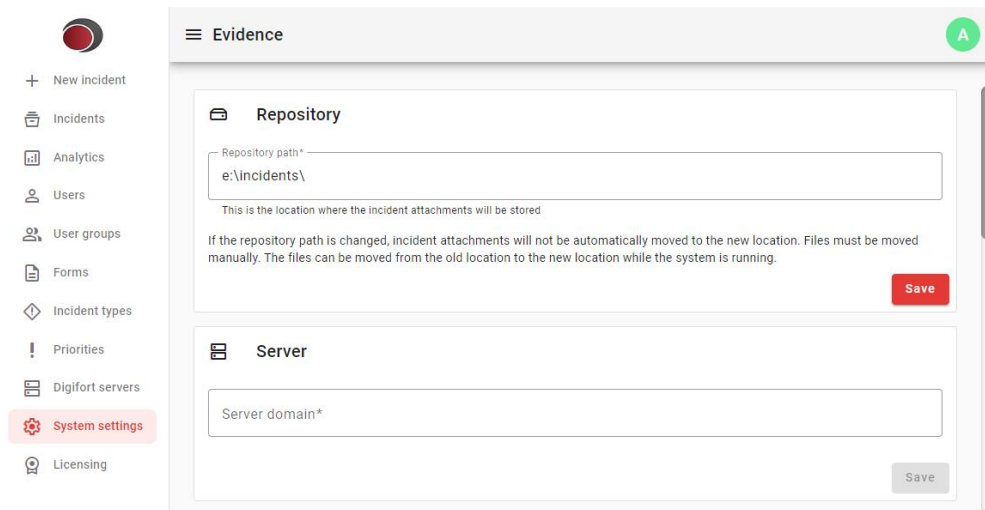 Evidence
A
New incident
Incidents
Analytics
Users
User groups
Forms
Incident types
Priorities
Digifort servers
System settings
Licensing
Repository
Repository path*
e:\incidents\
This is the location where the incident attachments will be stored
If the repository path is changed, incident attachments will not be automatically moved to the new location. Files must be moved
manually. The files can be moved from the old location to the new location while the system is running.
Save
Server
Server domain*
Save